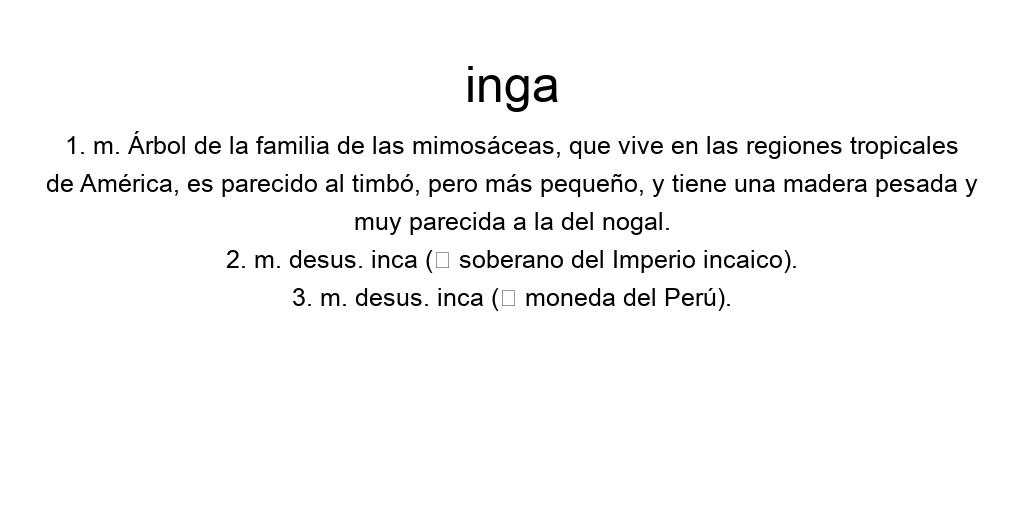 inga
1. m. Árbol de la familia de las mimosáceas, que vive en las regiones tropicales
de América, es parecido al timbó, pero más pequeño, y tiene una madera pesada y
muy parecida a la del nogal.
2. m. desus. inca (□ soberano del Imperio incaico).
3. m. desus. inca (□ moneda del Perú).